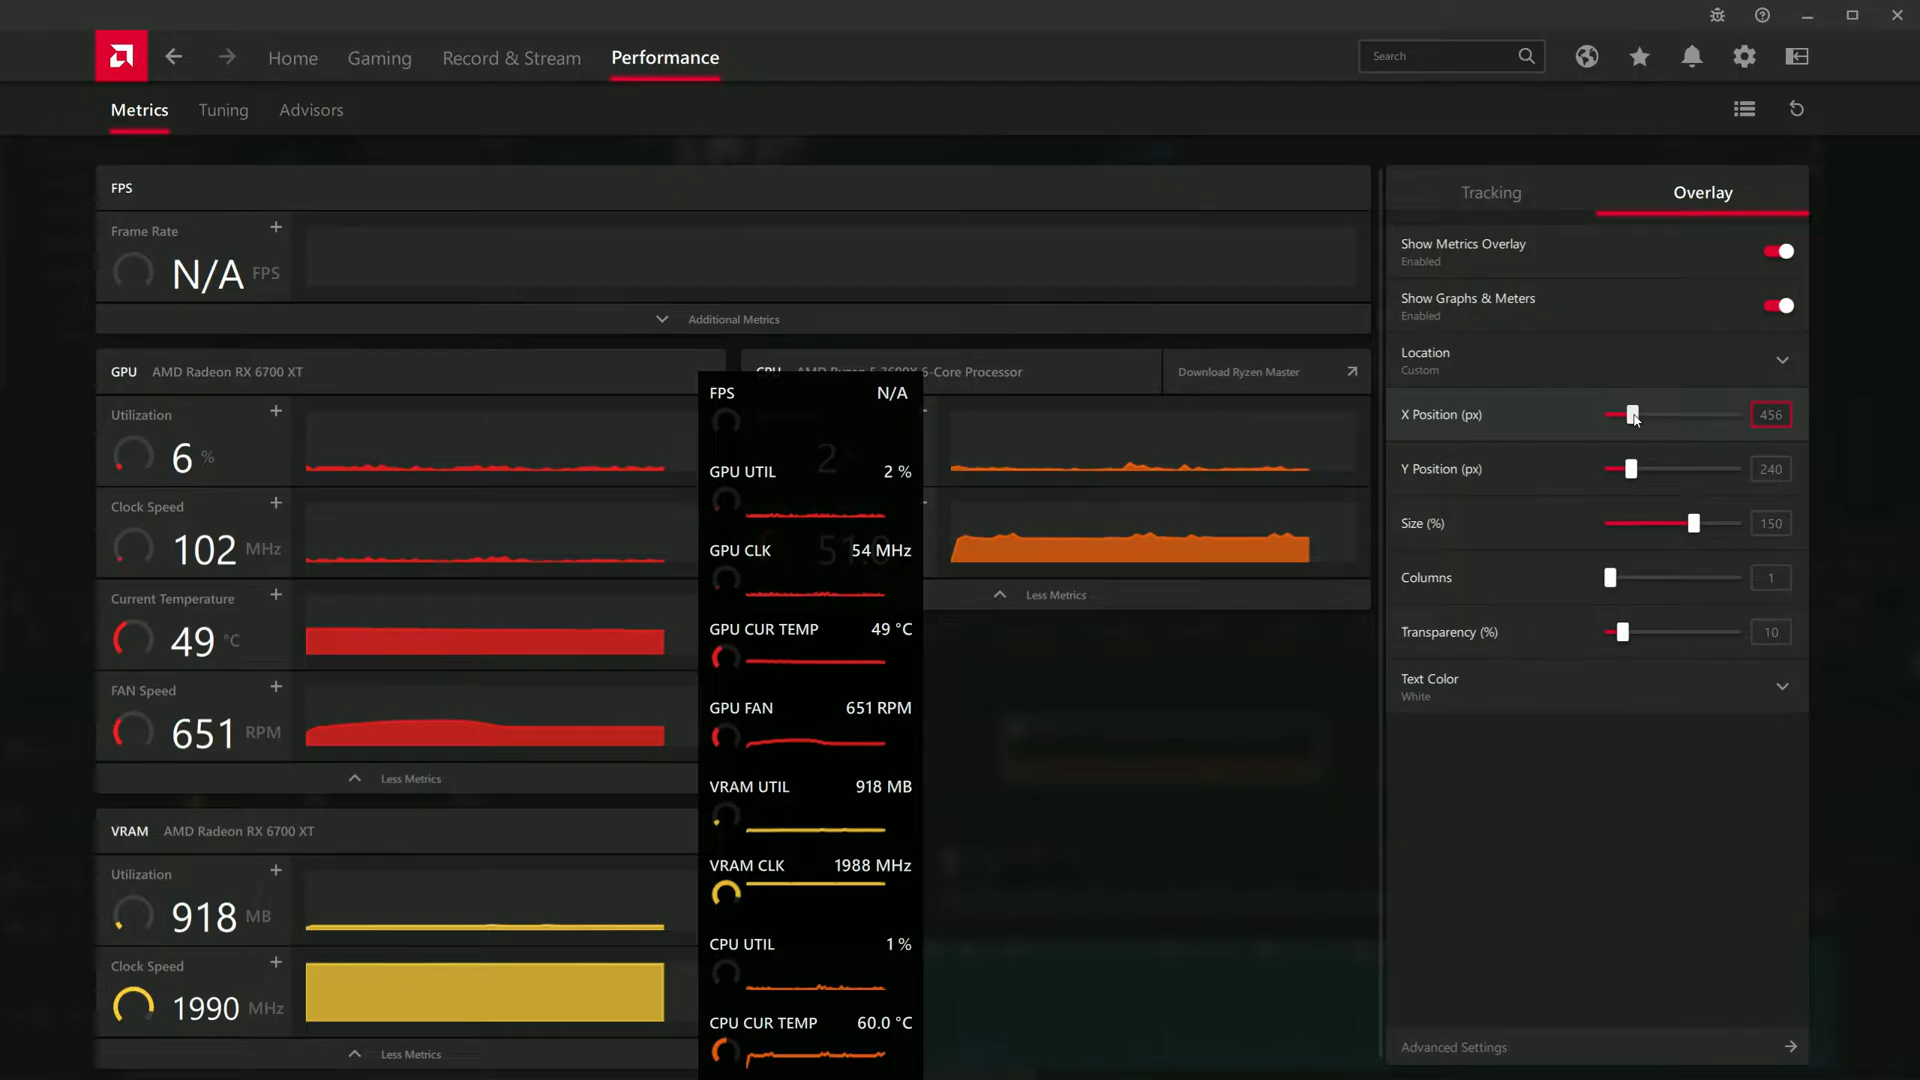 Home
Gaming
Record & Stream
Performance
Search
Metrics
Tuning
Advisors
FPS
Frame Rate
N/A FPS
Additional Metrics
GPU AMD Radeon RX 6700 XT
Utilization
6 %
Clock Speed
102 MHz
Current Temperature
49 °C
FAN Speed
651 RPM
Less Metrics
VRAM AMD Radeon RX 6700 XT
Utilization
918 MB
Clock Speed
1990 MHz
Less Metrics
CPU AMD Ryzen 5 3600X 6-Core Processor
Download Ryzen Master
Less Metrics
FPS N/A
GPU UTIL 2 %
GPU CLK 54 MHz
GPU CUR TEMP 49 °C
GPU FAN 651 RPM
VRAM UTIL 918 MB
VRAM CLK 1988 MHz
CPU UTIL 1 %
CPU CUR TEMP 60.0 °C
Tracking
Overlay
Show Metrics Overlay
Enabled
Show Graphs & Meters
Enabled
Location
Custom
X Position (px) 456
Y Position (px) 240
Size (%) 150
Columns 1
Transparency (%) 10
Text Color
White
Advanced Settings